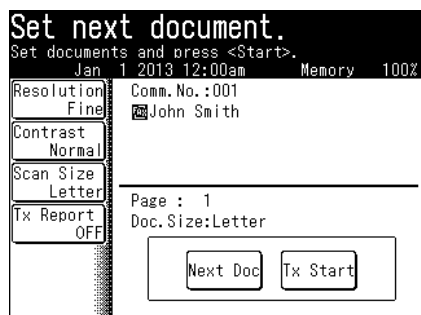 Set next document.
Set documents and press <Start>.
Jan 1 2013 12:00am Memory 100%
Resolution
Fine
Contrast
Normal
Scan Size
Letter
Tx Report
OFF
Comm.No.:001
John Smith
Page : 1
Doc.Size:Letter
Next Doc Tx Start